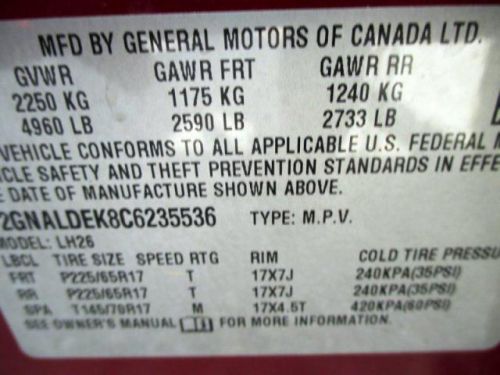 MFD BY GENERAL MOTORS OF CANADA LTD.
GVWR GAWR FRT GAWR RR
2250 KG 1175 KG 1240 KG
4960 LB 2590 LB 2733 LB
VEHICLE CONFORMS TO ALL APPLICABLE U.S. FEDERAL M
ICLE SAFETY AND THEFT PREVENTION STANDARDS IN EFFE
E DATE OF MANUFACTURE SHOWN ABOVE.
2GNALDEK8C6235536 TYPE: M.P.V.
MODEL: LH26
LBCL TIRE SIZE SPEED RTG RIM COLD TIRE PRESSU
FRT P225/65R17 T 17X7J 240KPA(35PSI)
RR P225/65R17 T 17X7J 240KPA(35PSI)
SPA T145/70R17 M 17X4.5T 420KPA(60PSI)
SEE OWNER'S MANUAL FOR MORE INFORMATION.